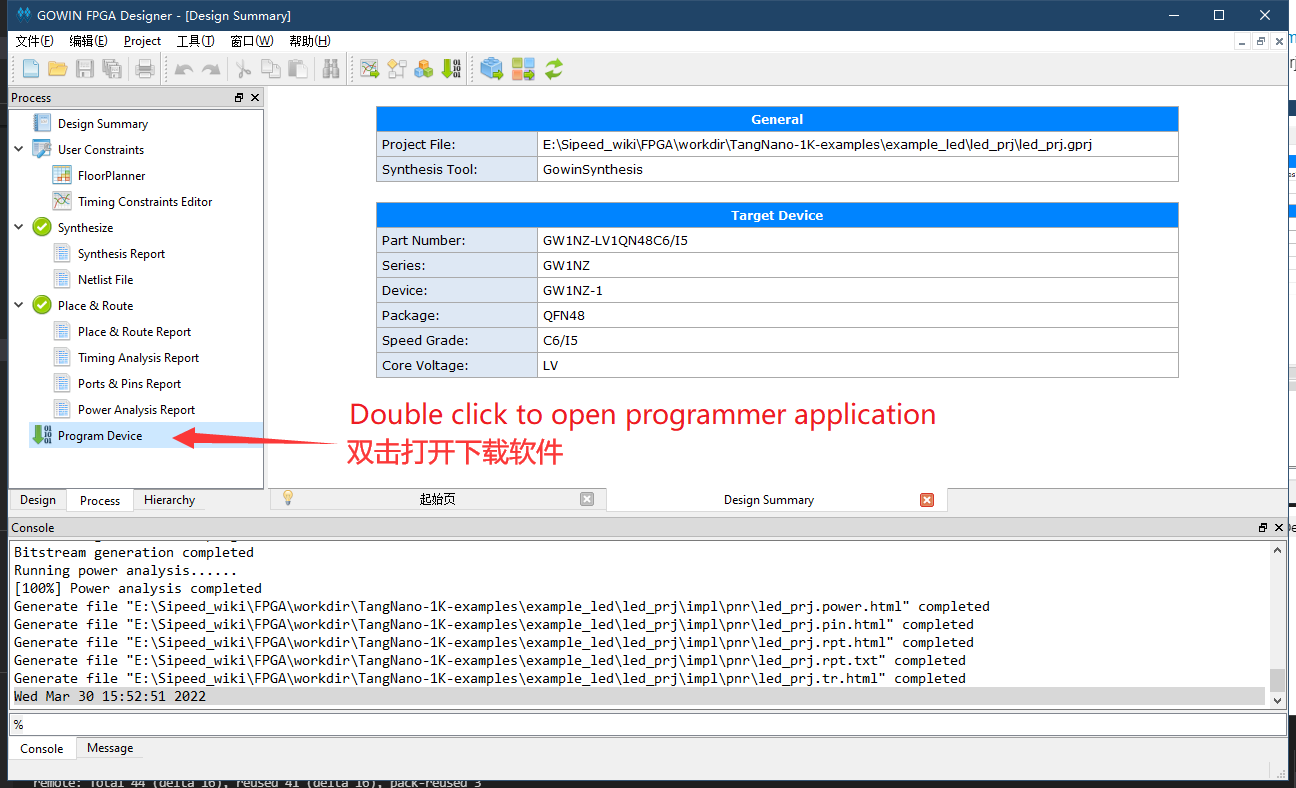 GOWIN FPGA Designer - [Design Summary]
文件(F) 编辑(E) Project 工具(T) 窗口(W) 帮助(H)
Process
Design Summary
User Constraints
FloorPlanner
Timing Constraints Editor
Synthesize
Synthesis Report
Netlist File
Place & Route
Place & Route Report
Timing Analysis Report
Ports & Pins Report
Power Analysis Report
Program Device
Design Process Hierarchy
General
Project File: E:\Sipeed_wiki\FPGA\workdir\TangNano-1K-examples\example_led\led_prj\led_prj.gprj
Synthesis Tool: GowinSynthesis
Target Device
Part Number: GW1NZ-LV1QN48C6/I5
Series: GW1NZ
Device: GW1NZ-1
Package: QFN48
Speed Grade: C6/I5
Core Voltage: LV
Double click to open programmer application
双击打开下载软件
起始页 Design Summary
Console
Bitstream generation completed
Running power analysis......
[100%] Power analysis completed
Generate file "E:\Sipeed_wiki\FPGA\workdir\TangNano-1K-examples\example_led\led_prj\impl\pnr\led_prj.power.html" completed
Generate file "E:\Sipeed_wiki\FPGA\workdir\TangNano-1K-examples\example_led\led_prj\impl\pnr\led_prj.pin.html" completed
Generate file "E:\Sipeed_wiki\FPGA\workdir\TangNano-1K-examples\example_led\led_prj\impl\pnr\led_prj.rpt.html" completed
Generate file "E:\Sipeed_wiki\FPGA\workdir\TangNano-1K-examples\example_led\led_prj\impl\pnr\led_prj.rpt.txt" completed
Generate file "E:\Sipeed_wiki\FPGA\workdir\TangNano-1K-examples\example_led\led_prj\impl\pnr\led_prj.tr.html" completed
Wed Mar 30 15:52:51 2022
%
Console Message
remote: Total 44 (delta 16), reused 41 (delta 16), pack-reused 3